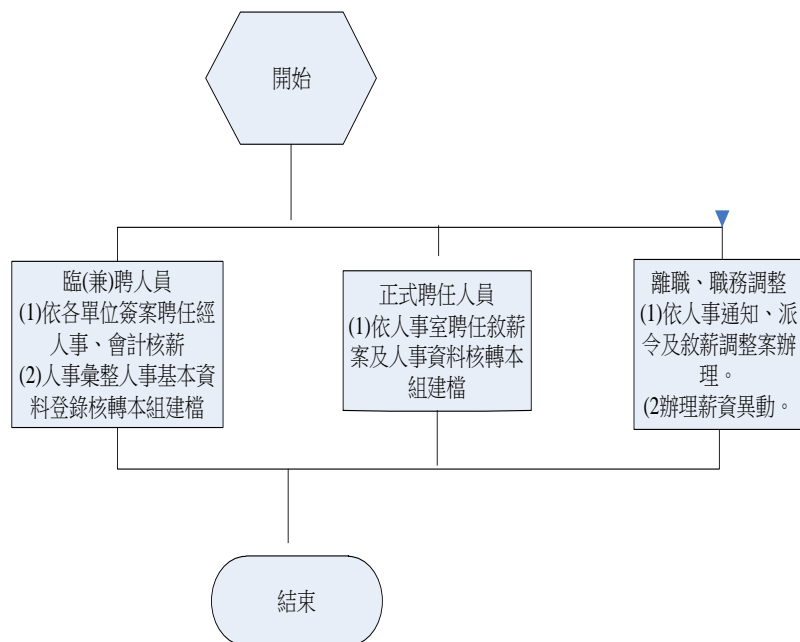 開始
臨(兼)聘人員
(1)依各單位簽案聘任經
人事、會計核薪
(2)人事彙整人事基本資
料登錄核轉本組建檔
正式聘任人員
(1)依人事室聘任敘薪
案及人事資料核轉本
組建檔
離職、職務調整
(1)依人事通知、派
令及敘薪調整案辦
理。
(2辦理薪資異動。
結束